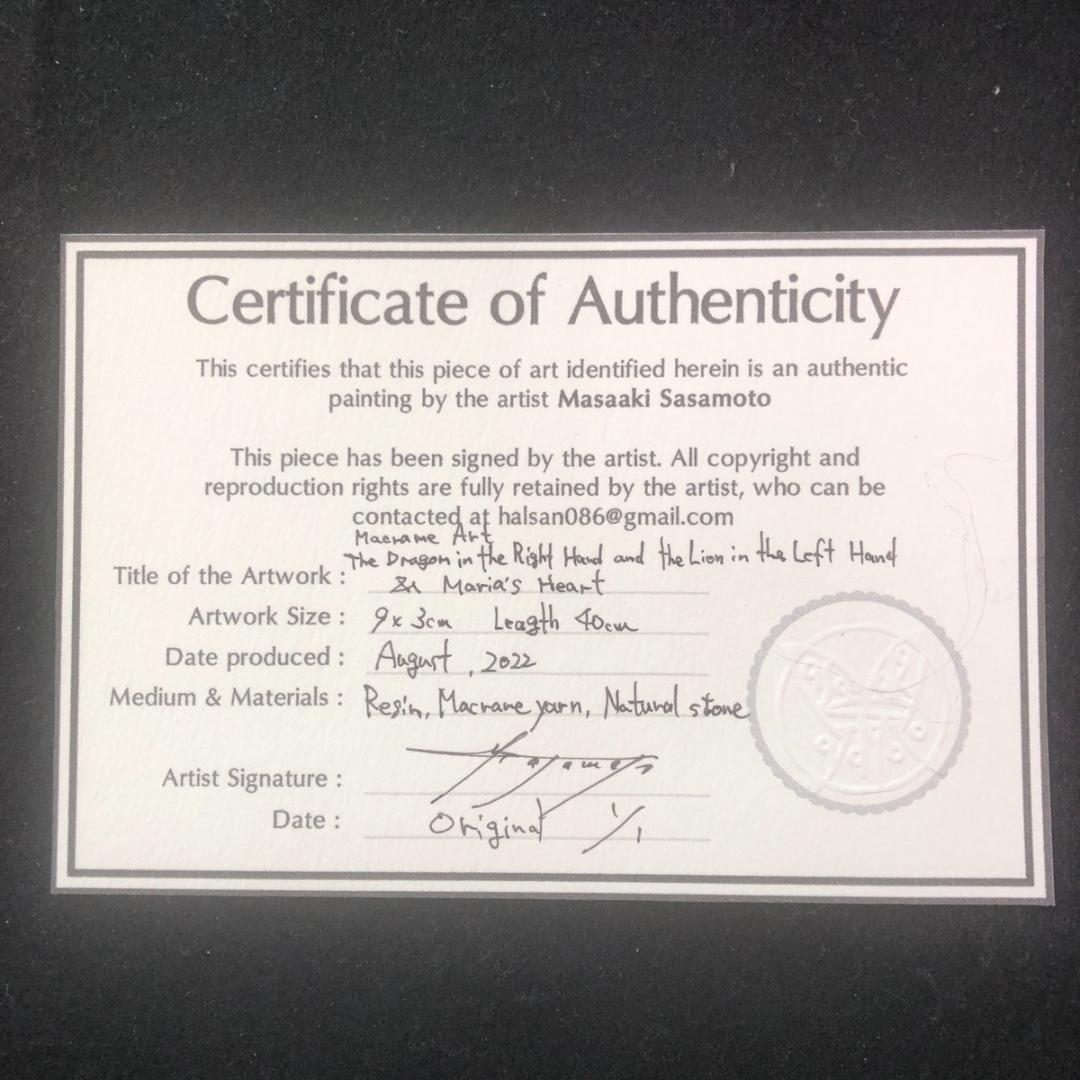 Certificate of Authenticity
This certifies that this piece of art identified herein is an authentic
painting by the artist Masaaki Sasamoto
This piece has been signed by the artist. All copyright and
reproduction rights are fully retained by the artist, who can be
contacted at halsan086@gmail.com
Macrame Art
The Dragon in the Right Hand and the Lion in the Left Hand
Title of the Artwork : & Maria's Heart
Artwork Size : 9 x 3cm Leagth 40cm
Date produced : August, 2022
Medium & Materials : Resin, Macrame yarn, Natural stone
Artist Signature :
Date : Original 1/1